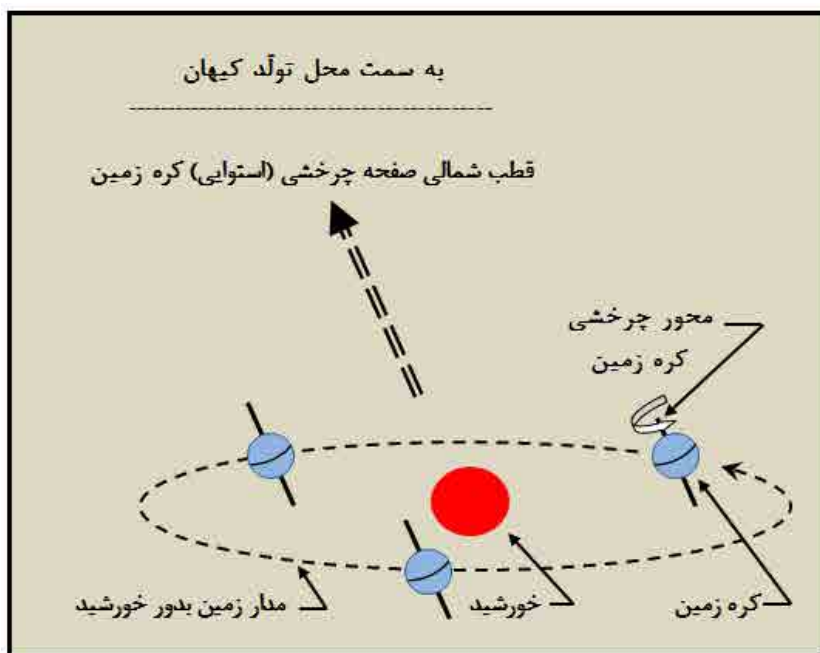 به سمت محل تولّد کیهان
قطب شمالی صفحه چرخشی (استوایی) کره زمین
محور چرخشی
کره زمین
کره زمین
خورشید
مدار زمین بدور خورشید